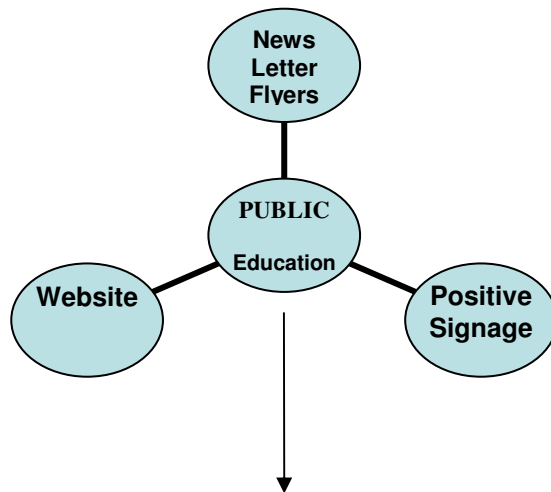 News
Letter
Flyers
PUBLIC
Education
Website
Positive
Signage